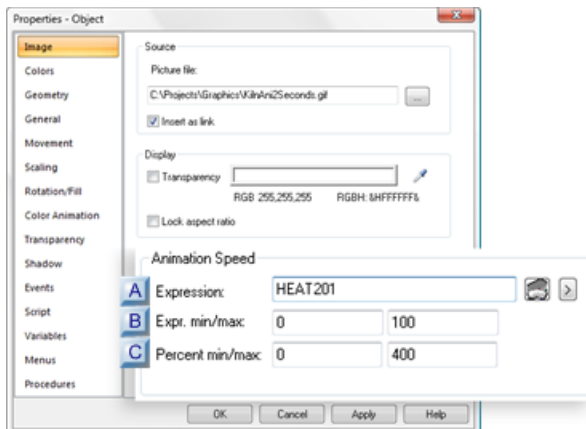 Properties - Object
Image
Colors
Geometry
General
Movement
Scaling
Rotation/Fill
Color Animation
Transparency
Shadow
Events
Script
Variables
Menus
Procedures
Source
Picture file:
C:\Projects\Graphics\KilnAni2Seconds.gif
...
Insert as link
Display
Transparency
RGB 255,255,255 RGBH: &HFFFFFF&
Lock aspect ratio
Animation Speed
A Expression: HEAT201 >
B Expr. min/max: 0 100
C Percent min/max: 0 400
OK Cancel Apply Help